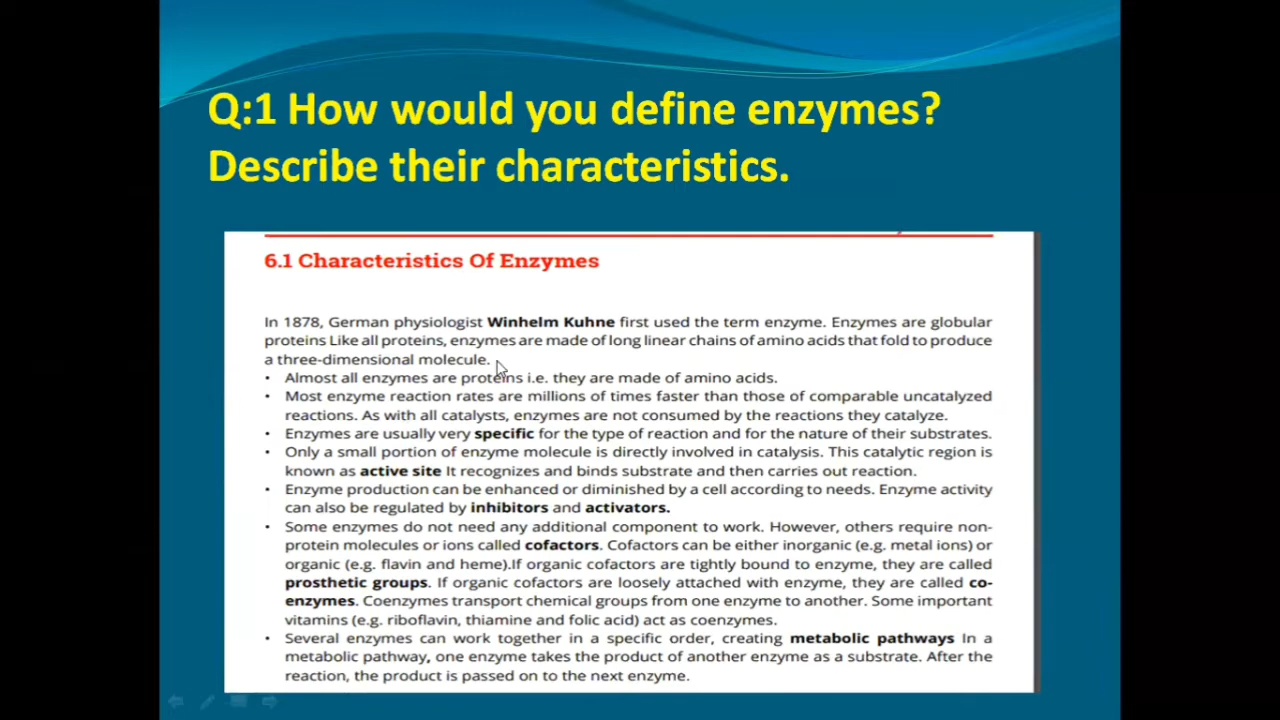 Q:1 How would you define enzymes?
Describe their characteristics.
6.1 Characteristics Of Enzymes
In 1878, German physiologist Winhelm Kuhne first used the term enzyme. Enzymes are globular
proteins Like all proteins, enzymes are made of long linear chains of amino acids that fold to produce
a three-dimensional molecule.
• Almost all enzymes are proteins i.e. they are made of amino acids.
• Most enzyme reaction rates are millions of times faster than those of comparable uncatalyzed
reactions. As with all catalysts, enzymes are not consumed by the reactions they catalyze.
• Enzymes are usually very specific for the type of reaction and for the nature of their substrates.
• Only a small portion of enzyme molecule is directly involved in catalysis. This catalytic region is
known as active site It recognizes and binds substrate and then carries out reaction.
• Enzyme production can be enhanced or diminished by a cell according to needs. Enzyme activity
can also be regulated by inhibitors and activators.
• Some enzymes do not need any additional component to work. However, others require non-
protein molecules or ions called cofactors. Cofactors can be either inorganic (e.g. metal ions) or
organic (e.g. flavin and heme).If organic cofactors are tightly bound to enzyme, they are called
prosthetic groups. If organic cofactors are loosely attached with enzyme, they are called co-
enzymes. Coenzymes transport chemical groups from one enzyme to another. Some important
vitamins (e.g. riboflavin, thiamine and folic acid) act as coenzymes.
• Several enzymes can work together in a specific order, creating metabolic pathways In a
metabolic pathway, one enzyme takes the product of another enzyme as a substrate. After the
reaction, the product is passed on to the next enzyme.